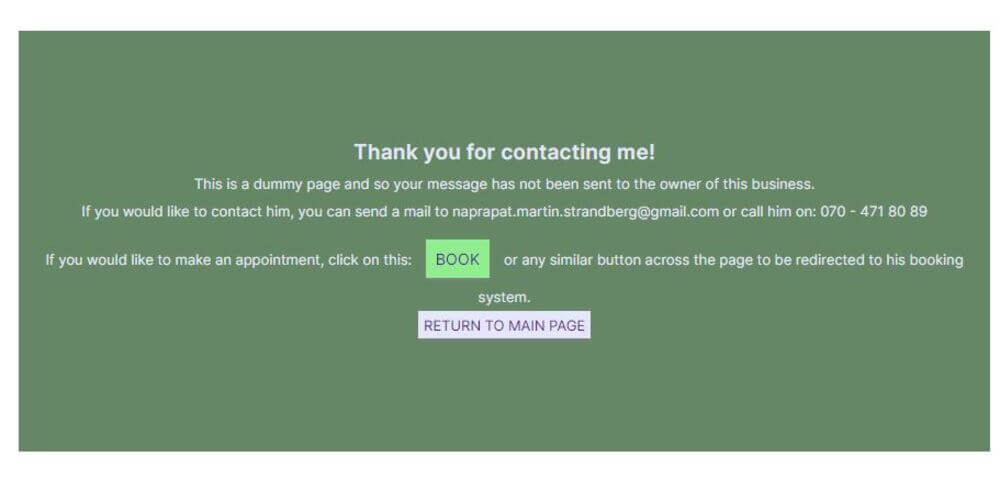 Thank you for contacting me!
This is a dummy page and so your message has not been sent to the owner of this business.
If you would like to contact him, you can send a mail to naprapat.martin.strandberg@gmail.com or call him on: 070 - 471 80 89
If you would like to make an appointment, click on this: BOOK or any similar button across the page to be redirected to his booking
system.
RETURN TO MAIN PAGE